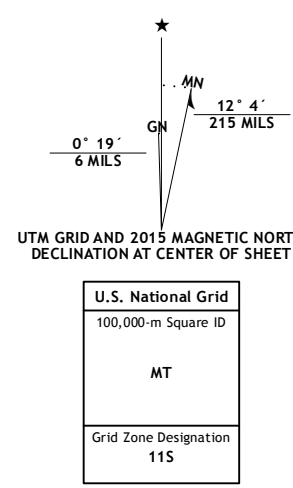 ★
MN
GN
12° 4´
215 MILS
0° 19´
6 MILS
UTM GRID AND 2015 MAGNETIC NORT
DECLINATION AT CENTER OF SHEET
U.S. National Grid
100,000-m Square ID
MT
Grid Zone Designation
11S